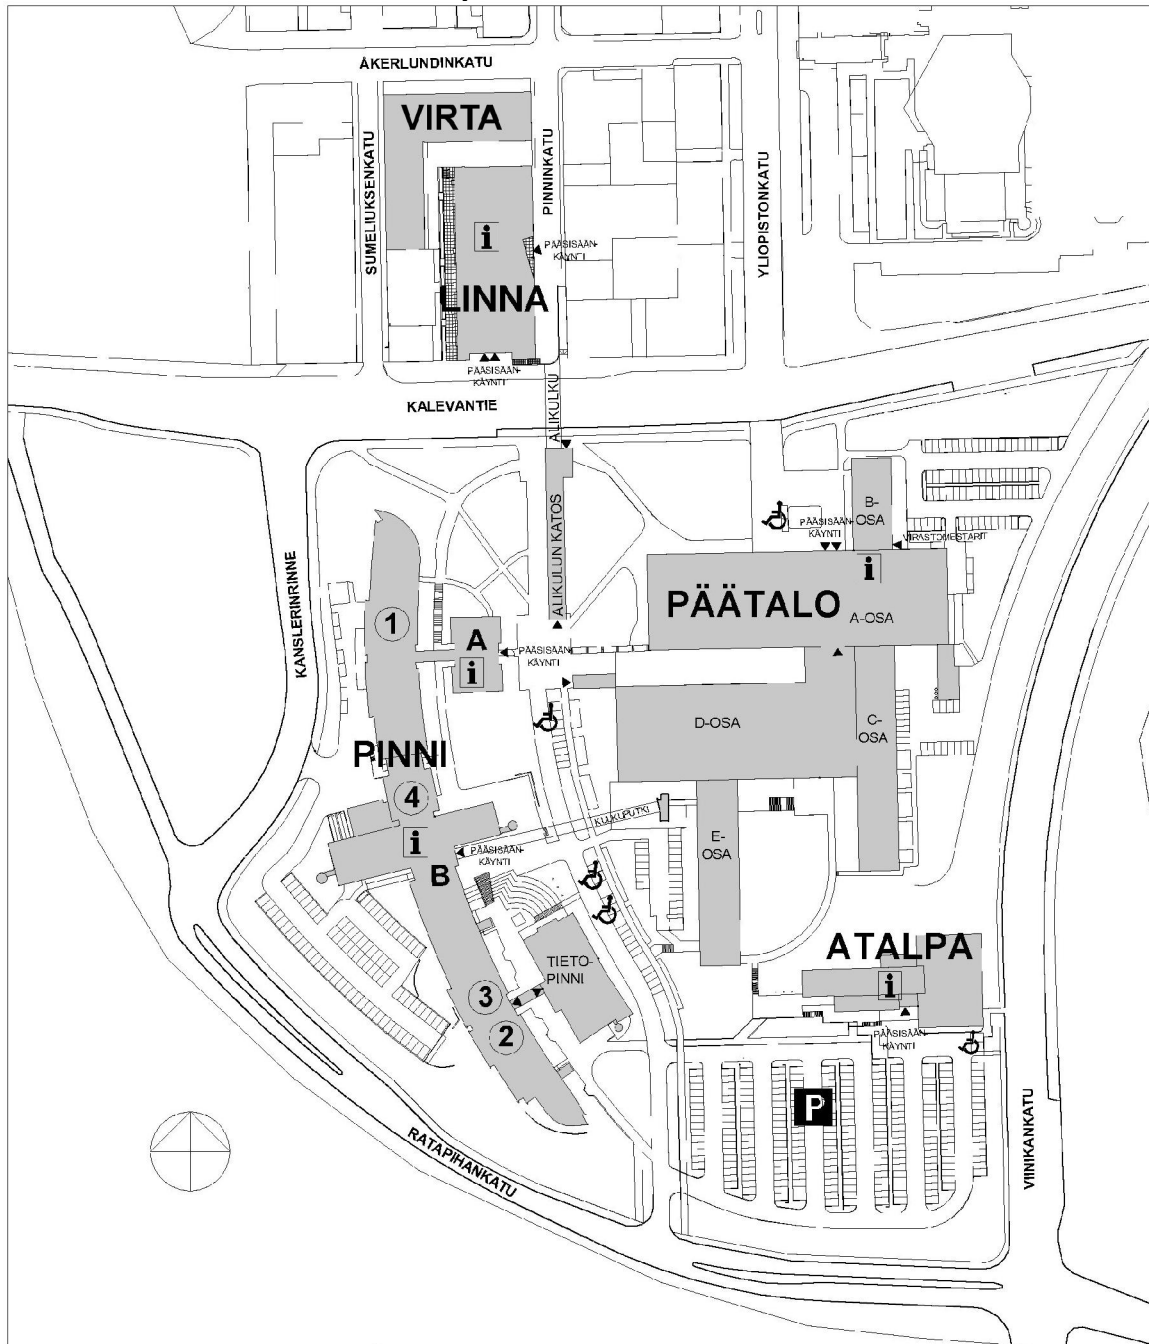 ÅKERLUNDINKATU
VIRTA
SUMELIUKSENKATU
PINNINKATU
YLIOPISTONKATU
i
PÄÄSISÄÄN-
KÄYNTI
LINNA
PÄÄSISÄÄN-
KÄYNTI
KALEVANTIE
ALIKULKU
ALIKULUN KATOS
B-
OSA
PÄÄSISÄÄN-
KÄYNTI
VIRASTOMESTARIT
i
KANSLERINRINNE
PÄÄTALO
A-OSA
1
A
i
PÄÄSISÄÄN-
KÄYNTI
D-OSA
C-
OSA
PINNI
4
i
B
PÄÄSISÄÄN-
KÄYNTI
KULKUPUTKI
E-
OSA
TIETO-
PINNI
3
2
ATALPA
i
PÄÄSISÄÄN-
KÄYNTI
P
RATAPIHANKATU
VIINIKANKATU